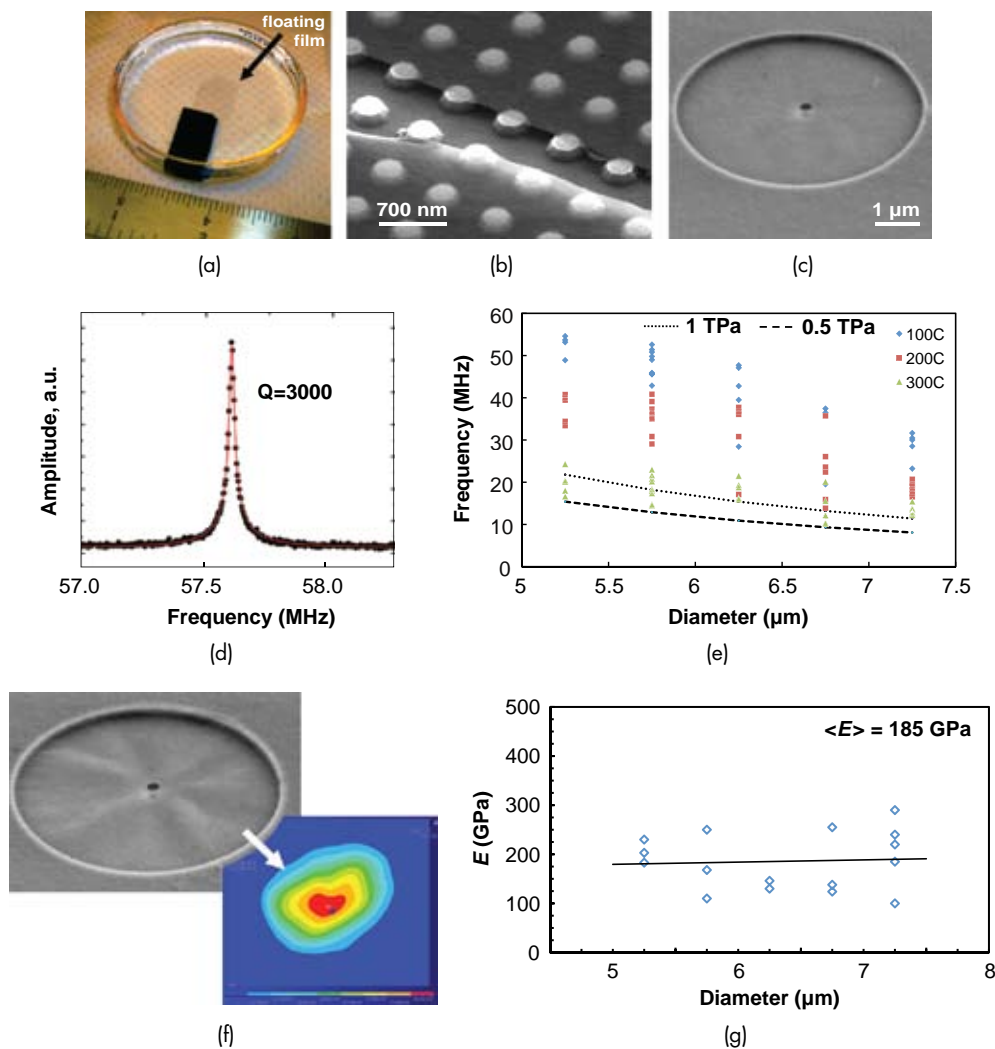 floating
film
700 nm
1 µm
(a)
(b)
(c)
Amplitude, a.u.
Q=3000
57.0
57.5
58.0
Frequency (MHz)
(d)
Frequency (MHz)
60
50
40
30
20
10
0
1 TPa
0.5 TPa
100C
200C
300C
5
5.5
6
6.5
7
7.5
Diameter (µm)
(e)
(f)
E (GPa)
500
400
300
200
100
0
<E> = 185 GPa
5
6
7
8
Diameter (µm)
(g)